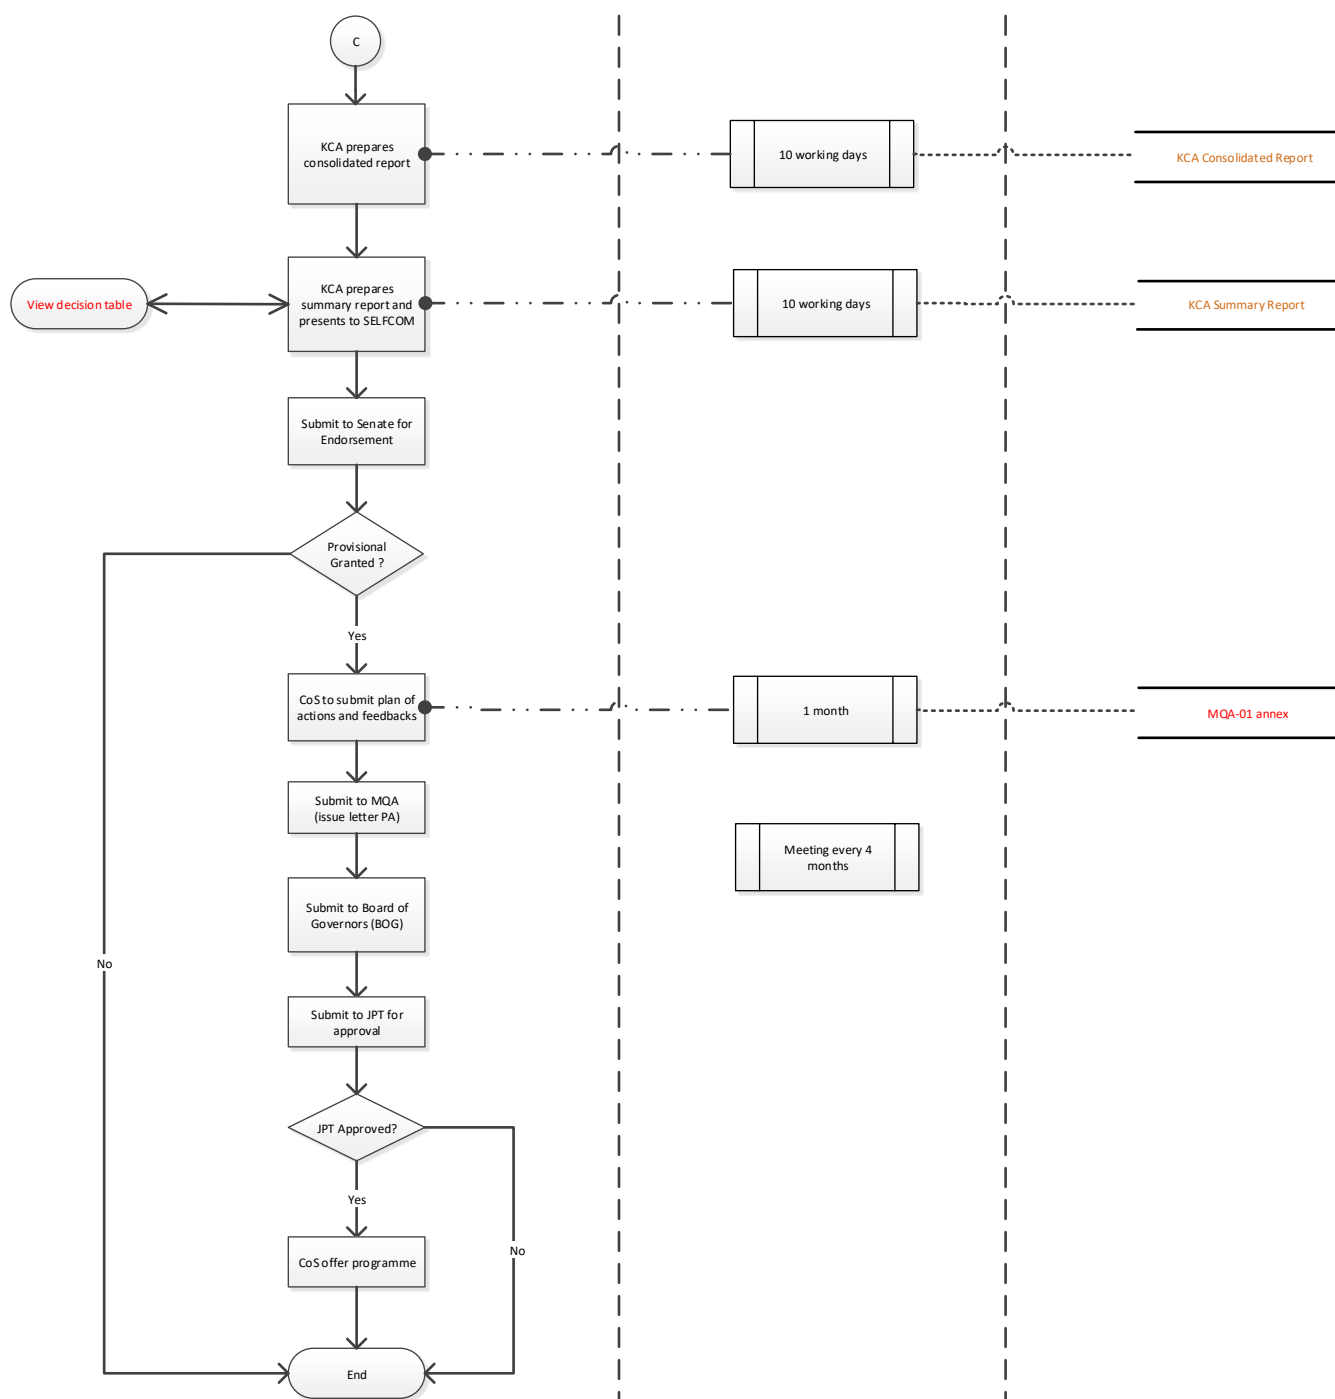 C
KCA prepares
consolidated report
10 working days
KCA Consolidated Report
View decision table
KCA prepares
summary report and
presents to SELFCOM
10 working days
KCA Summary Report
Submit to Senate for
Endorsement
Provisional
Granted ?
Yes
CoS to submit plan of
actions and feedbacks
1 month
MQA-01 annex
Submit to MQA
(issue letter PA)
Meeting every 4
months
Submit to Board of
Governors (BOG)
No
Submit to JPT for
approval
JPT Approved?
Yes
No
CoS offer programme
End